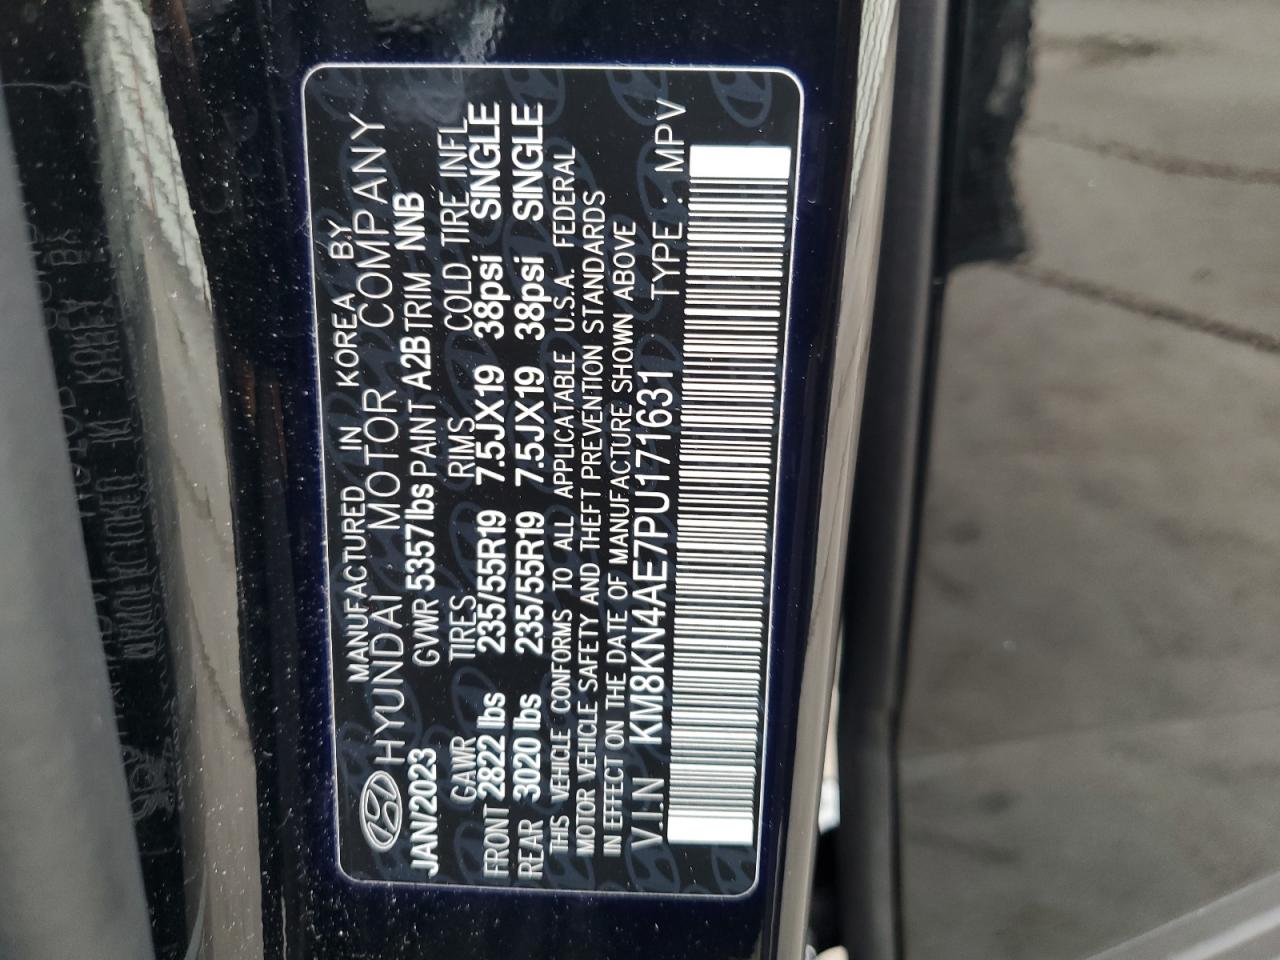 MANUFACTURED IN KOREA BY
HYUNDAI MOTOR COMPANY
JAN/2023 GVWR 5357lbs PAINT A2B TRIM NNB
GAWR TIRES RIMS COLD TIRE INFL
FRONT 2822 lbs 235/55R19 7.5JX19 38psi SINGLE
REAR 3020 lbs 235/55R19 7.5JX19 38psi SINGLE
THIS VEHICLE CONFORMS TO ALL APPLICATABLE U.S.A. FEDERAL
MOTOR VEHICLE SAFETY AND THEFT PREVENTION STANDARDS
IN EFFECT ON THE DATE OF MANUFACTURE SHOWN ABOVE
V.I.N KM8KN4AE7PU171631 TYPE : MPV